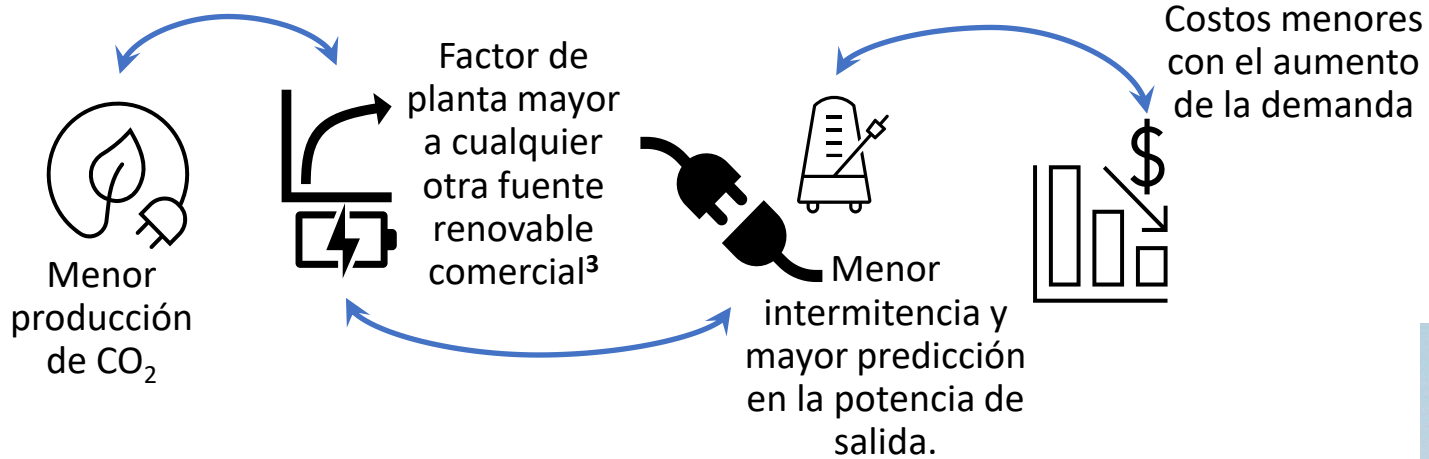 Menor
producción
de CO₂
Factor de
planta mayor
a cualquier
otra fuente
renovable
comercial³
Menor
intermitencia y
mayor predicción
en la potencia de
salida.
Costos menores
con el aumento
de la demanda
$